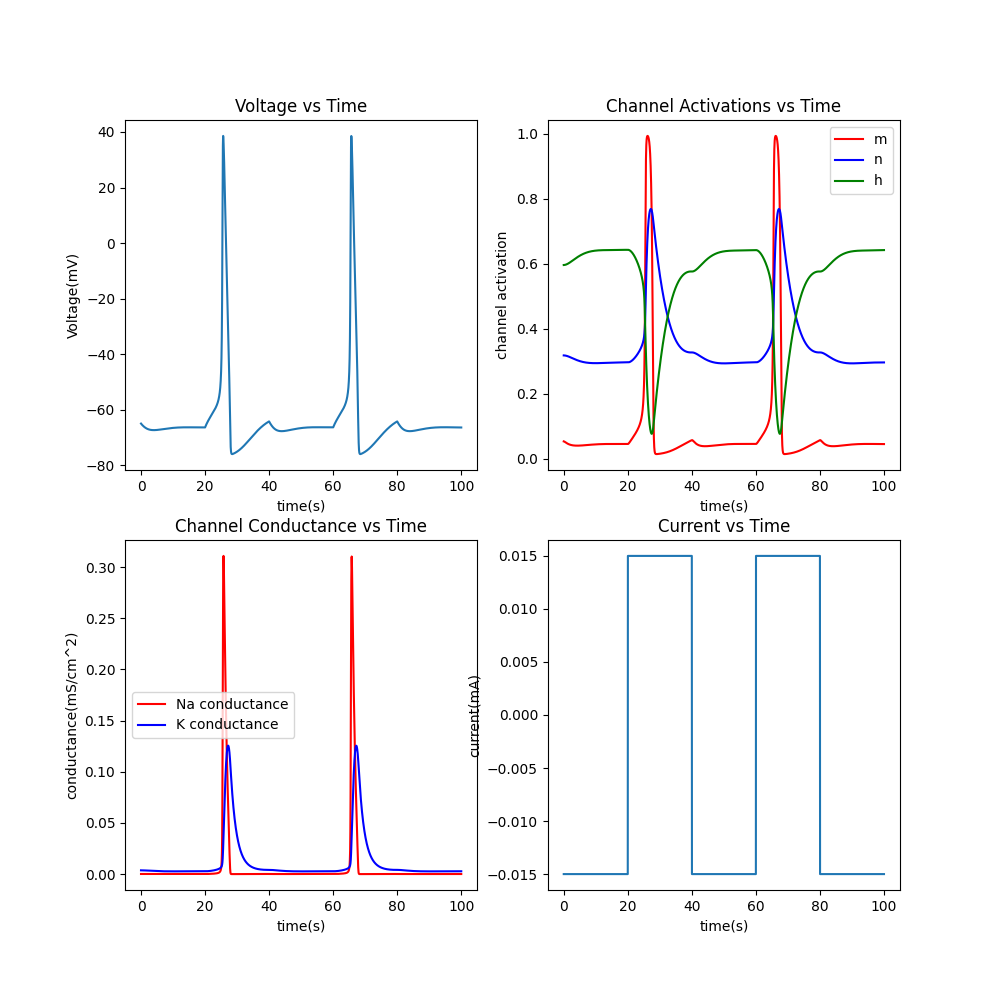 Voltage vs Time
40
20
0
−20
−40
−60
−80
Voltage(mV)
0 20 40 60 80 100
time(s)
Channel Activations vs Time
1.0
0.8
0.6
0.4
0.2
0.0
channel activation
m
n
h
0 20 40 60 80 100
time(s)
Channel Conductance vs Time
0.30
0.25
0.20
0.15
0.10
0.05
0.00
conductance(mS/cm^2)
Na conductance
K conductance
0 20 40 60 80 100
time(s)
Current vs Time
0.015
0.010
0.005
0.000
−0.005
−0.010
−0.015
current(mA)
0 20 40 60 80 100
time(s)